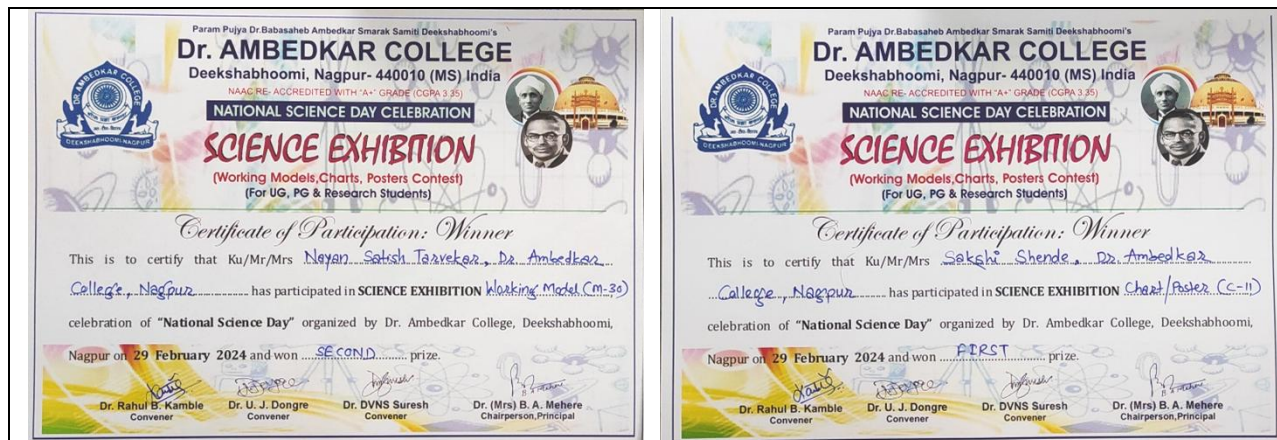 Param Pujya Dr.Babasaheb Ambedkar Smarak Samiti Deekshabhoomi's
Dr. AMBEDKAR COLLEGE
Deekshabhoomi, Nagpur- 440010 (MS) India
NAAC RE- ACCREDITED WITH "A+" GRADE (CGPA 3.35)
NATIONAL SCIENCE DAY CELEBRATION
DR AMBEDKAR COLLEGE
DEEKSHABHOOMI-NAGPUR
SCIENCE EXHIBITION
(Working Models,Charts, Posters Contest)
(For UG, PG & Research Students)
Certificate of Participation: Winner
This is to certify that Ku/Mr/Mrs Nayan Satish Tarvekar, Dr. Ambedkar
College, Nagpur has participated in SCIENCE EXHIBITION Working Model (M-30)
celebration of "National Science Day" organized by Dr. Ambedkar College, Deekshabhoomi,
Nagpur on 29 February 2024 and won SECOND prize.
Dr. Rahul B. Kamble Dr. U. J. Dongre Dr. DVNS Suresh Dr. (Mrs) B. A. Mehere
Convener Convener Convener Chairperson,Principal
Param Pujya Dr.Babasaheb Ambedkar Smarak Samiti Deekshabhoomi's
Dr. AMBEDKAR COLLEGE
Deekshabhoomi, Nagpur- 440010 (MS) India
NAAC RE- ACCREDITED WITH "A+" GRADE (CGPA 3.35)
NATIONAL SCIENCE DAY CELEBRATION
DR AMBEDKAR COLLEGE
DEEKSHABHOOMI-NAGPUR
SCIENCE EXHIBITION
(Working Models,Charts, Posters Contest)
(For UG, PG & Research Students)
Certificate of Participation: Winner
This is to certify that Ku/Mr/Mrs Sakshi Shende, Dr. Ambedkar
College, Nagpur has participated in SCIENCE EXHIBITION Chart/Poster (C-11)
celebration of "National Science Day" organized by Dr. Ambedkar College, Deekshabhoomi,
Nagpur on 29 February 2024 and won FIRST prize.
Dr. Rahul B. Kamble Dr. U. J. Dongre Dr. DVNS Suresh Dr. (Mrs) B. A. Mehere
Convener Convener Convener Chairperson,Principal